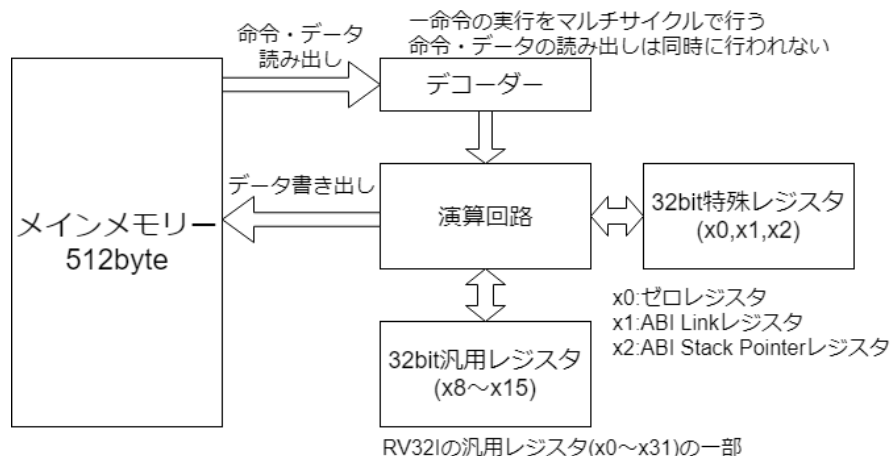 命令・データ
読み出し
一命令の実行をマルチサイクルで行う
命令・データの読み出しは同時に行われない
デコーダー
データ書き出し
演算回路
32bit特殊レジスタ
(x0,x1,x2)
メインメモリー
512byte
x0:ゼロレジスタ
x1:ABI Linkレジスタ
x2:ABI Stack Pointerレジスタ
32bit汎用レジスタ
(x8～x15)
RV32Iの汎用レジスタ(x0～x31)の一部